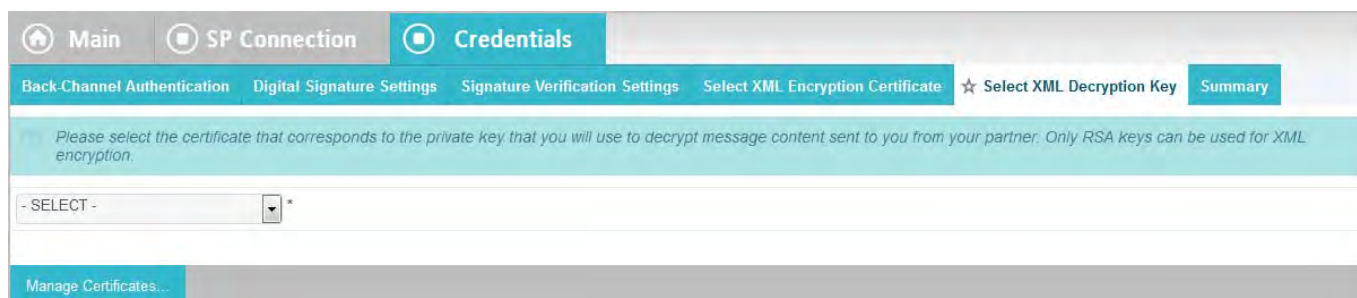 Main SP Connection Credentials
Back-Channel Authentication Digital Signature Settings Signature Verification Settings Select XML Encryption Certificate Select XML Decryption Key Summary
Please select the certificate that corresponds to the private key that you will use to decrypt message content sent to you from your partner. Only RSA keys can be used for XML
encryption.
- SELECT - *
Manage Certificates...